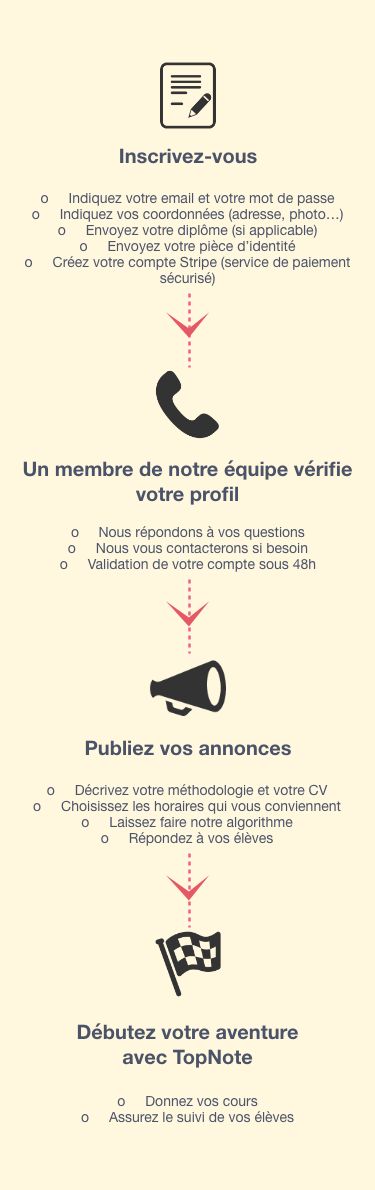 Inscrivez-vous
o Indiquez votre email et votre mot de passe
o Indiquez vos coordonnées (adresse, photo…)
o Envoyez votre diplôme (si applicable)
o Envoyez votre pièce d’identité
o Créez votre compte Stripe (service de paiement
sécurisé)
Un membre de notre équipe vérifie
votre profil
o Nous répondons à vos questions
o Nous vous contacterons si besoin
o Validation de votre compte sous 48h
Publiez vos annonces
o Décrivez votre méthodologie et votre CV
o Choisissez les horaires qui vous conviennent
o Laissez faire notre algorithme
o Répondez à vos élèves
Débutez votre aventure
avec TopNote
o Donnez vos cours
o Assurez le suivi de vos élèves